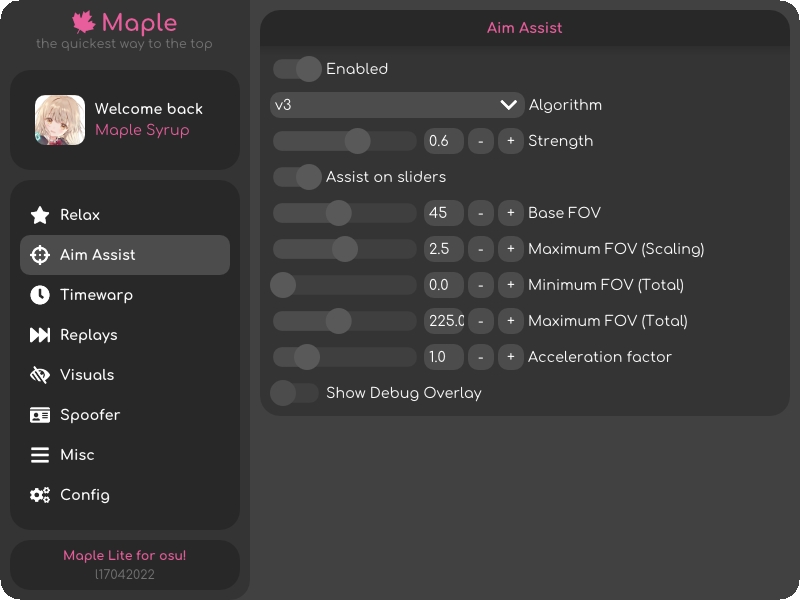 Maple
the quickest way to the top
Welcome back
Maple Syrup
Relax
Aim Assist
Timewarp
Replays
Visuals
Spoofer
Misc
Config
Maple Lite for osu!
l17042022
Aim Assist
Enabled
v3 Algorithm
0.6 - + Strength
Assist on sliders
45 - + Base FOV
2.5 - + Maximum FOV (Scaling)
0.0 - + Minimum FOV (Total)
225.0 - + Maximum FOV (Total)
1.0 - + Acceleration factor
Show Debug Overlay